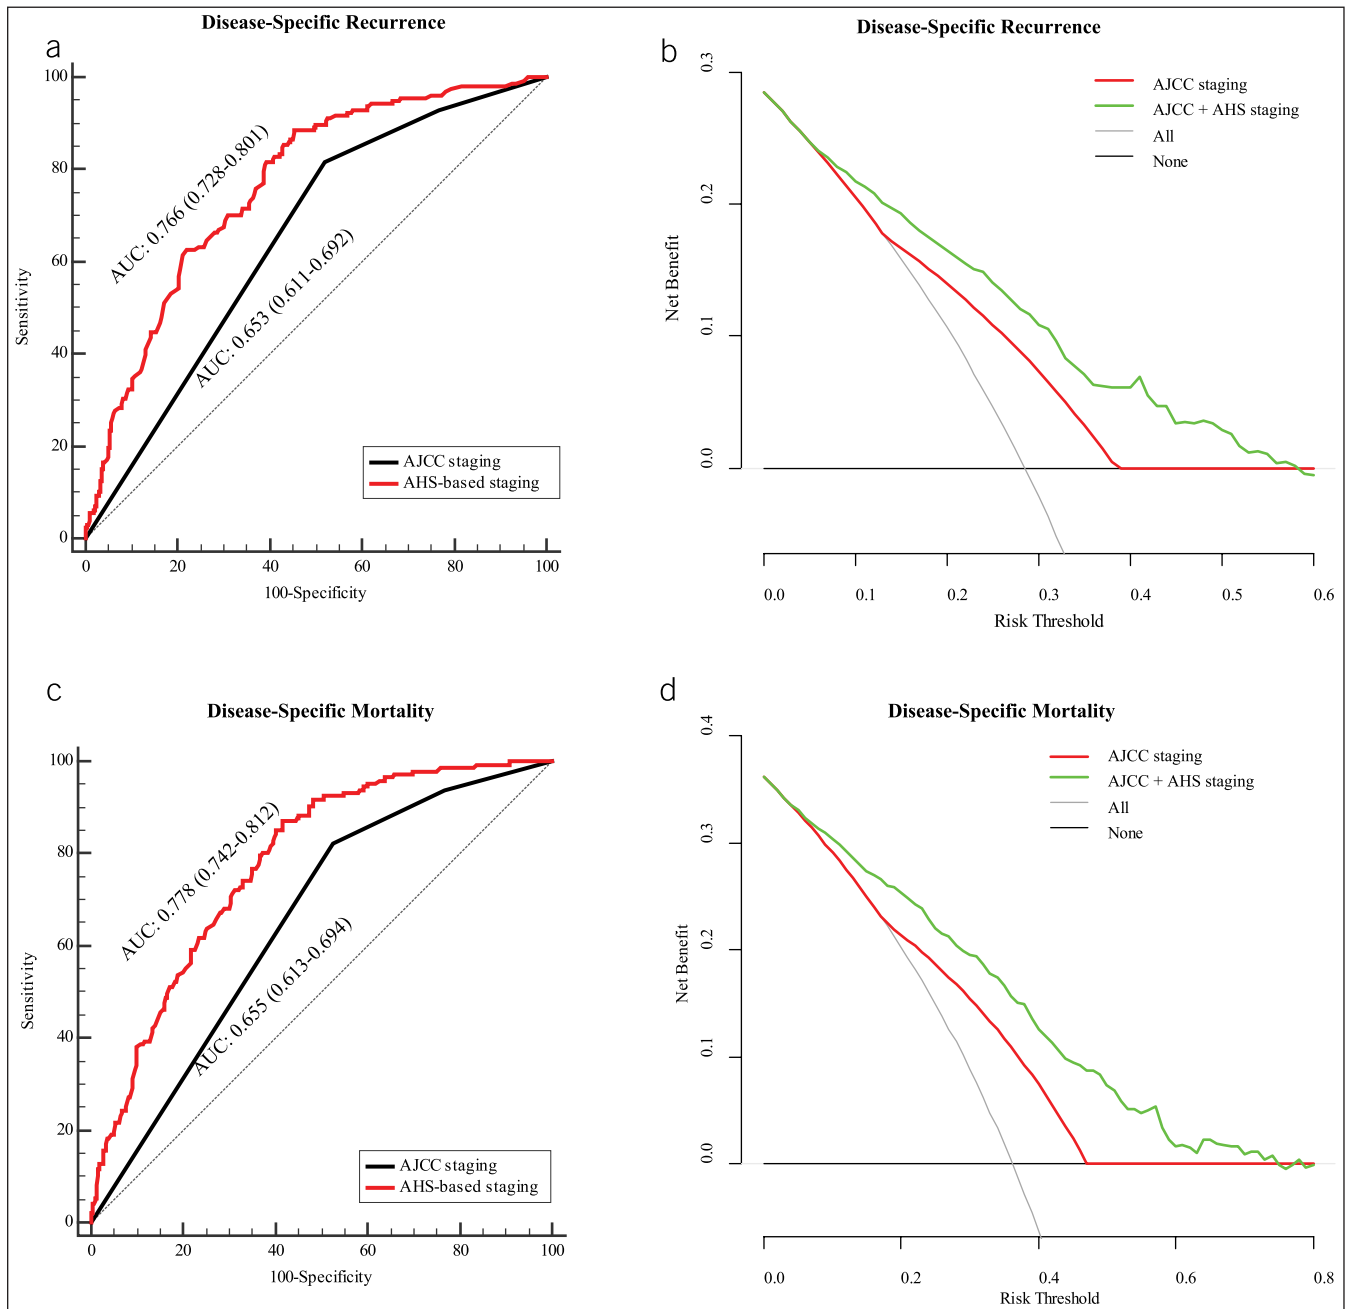 a
Disease-Specific Recurrence
100
80
60
40
20
0
Sensitivity
AUC: 0.766 (0.728-0.801)
AUC: 0.653 (0.611-0.692)
AJCC staging
AHS-based staging
0 20 40 60 80 100
100-Specificity
b
Disease-Specific Recurrence
0.3
0.2
0.1
0.0
Net Benefit
AJCC staging
AJCC + AHS staging
All
None
0.0 0.1 0.2 0.3 0.4 0.5 0.6
Risk Threshold
c
Disease-Specific Mortality
100
80
60
40
20
0
Sensitivity
AUC: 0.778 (0.742-0.812)
AUC: 0.655 (0.613-0.694)
AJCC staging
AHS-based staging
0 20 40 60 80 100
100-Specificity
d
Disease-Specific Mortality
0.4
0.3
0.2
0.1
0.0
Net Benefit
AJCC staging
AJCC + AHS staging
All
None
0.0 0.2 0.4 0.6 0.8
Risk Threshold